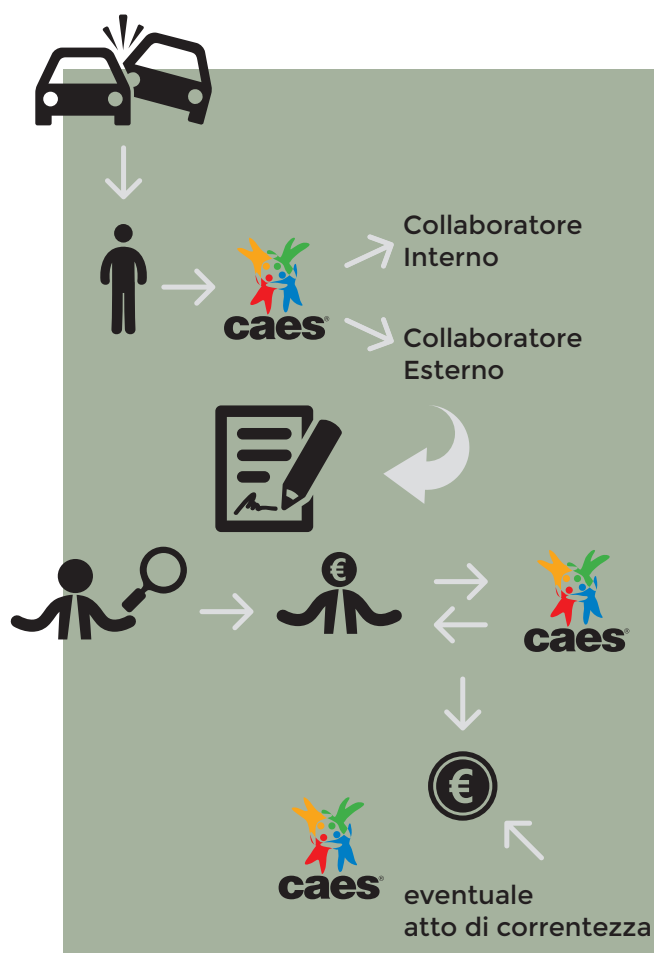 Collaboratore
Interno
caes®
Collaboratore
Esterno
€
caes®
€
caes®
eventuale
atto di correntezza